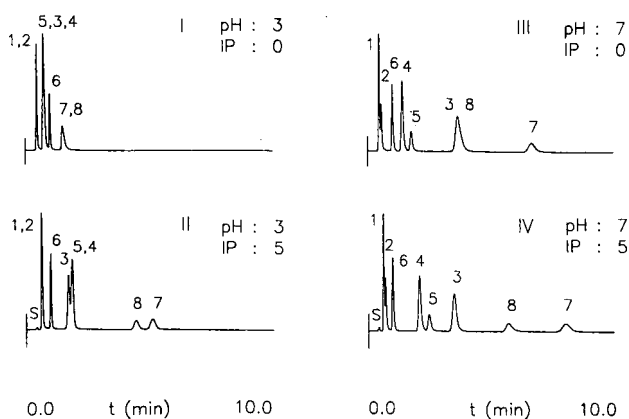 5,3,4
1,2
6
7,8
I pH : 3
IP : 0
1
2
6 4
5
3 8
7
III pH : 7
IP : 0
1,2
6
3
5,4
8 7
S
II pH : 3
IP : 5
1
2
6
4
5
3
8
7
S
IV pH : 7
IP : 5
0.0 t (min) 10.0
0.0 t (min) 10.0